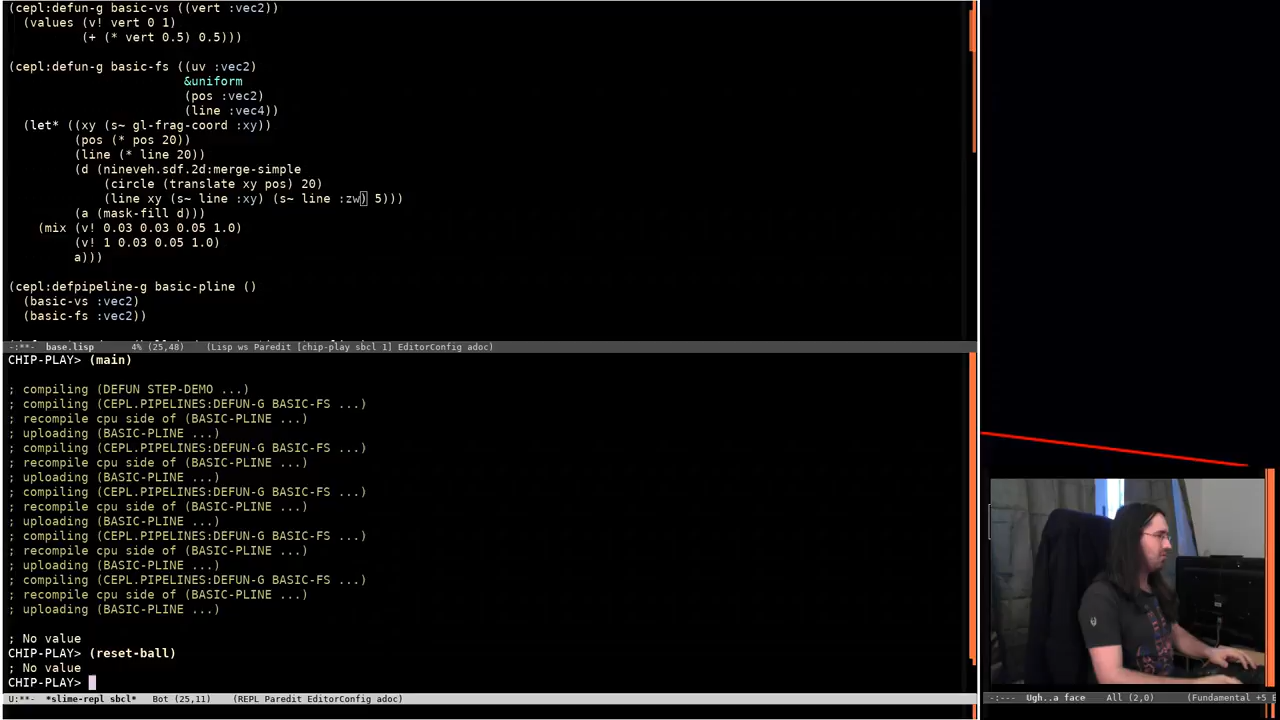 (cepl:defun-g basic-vs ((vert :vec2))
(values (v! vert 0 1)
(+ (* vert 0.5) 0.5)))
(cepl:defun-g basic-fs ((uv :vec2)
&uniform
(pos :vec2)
(line :vec4))
(let* ((xy (s~ gl-frag-coord :xy))
(pos (* pos 20))
(line (* line 20))
(d (nineveh.sdf.2d:merge-simple
(circle (translate xy pos) 20)
(line xy (s~ line :xy) (s~ line :zw) 5)))
(a (mask-fill d)))
(mix (v! 0.03 0.03 0.05 1.0)
(v! 1 0.03 0.05 1.0)
a)))
(cepl:defpipeline-g basic-pline ()
(basic-vs :vec2)
(basic-fs :vec2))
-:**- base.lisp 4% (25,48) (Lisp ws Paredit [chip-play sbcl 1] EditorConfig adoc)
CHIP-PLAY> (main)
; compiling (DEFUN STEP-DEMO ...)
; compiling (CEPL.PIPELINES:DEFUN-G BASIC-FS ...)
; recompile cpu side of (BASIC-PLINE ...)
; uploading (BASIC-PLINE ...)
; compiling (CEPL.PIPELINES:DEFUN-G BASIC-FS ...)
; recompile cpu side of (BASIC-PLINE ...)
; uploading (BASIC-PLINE ...)
; compiling (CEPL.PIPELINES:DEFUN-G BASIC-FS ...)
; recompile cpu side of (BASIC-PLINE ...)
; uploading (BASIC-PLINE ...)
; compiling (CEPL.PIPELINES:DEFUN-G BASIC-FS ...)
; recompile cpu side of (BASIC-PLINE ...)
; uploading (BASIC-PLINE ...)
; compiling (CEPL.PIPELINES:DEFUN-G BASIC-FS ...)
; recompile cpu side of (BASIC-PLINE ...)
; uploading (BASIC-PLINE ...)
; No value
CHIP-PLAY> (reset-ball)
; No value
CHIP-PLAY>
U:**- *slime-repl sbcl* Bot (25,11) (REPL Paredit EditorConfig adoc)
-:--- Ugh..a face All (2,0) (Fundamental +5 E